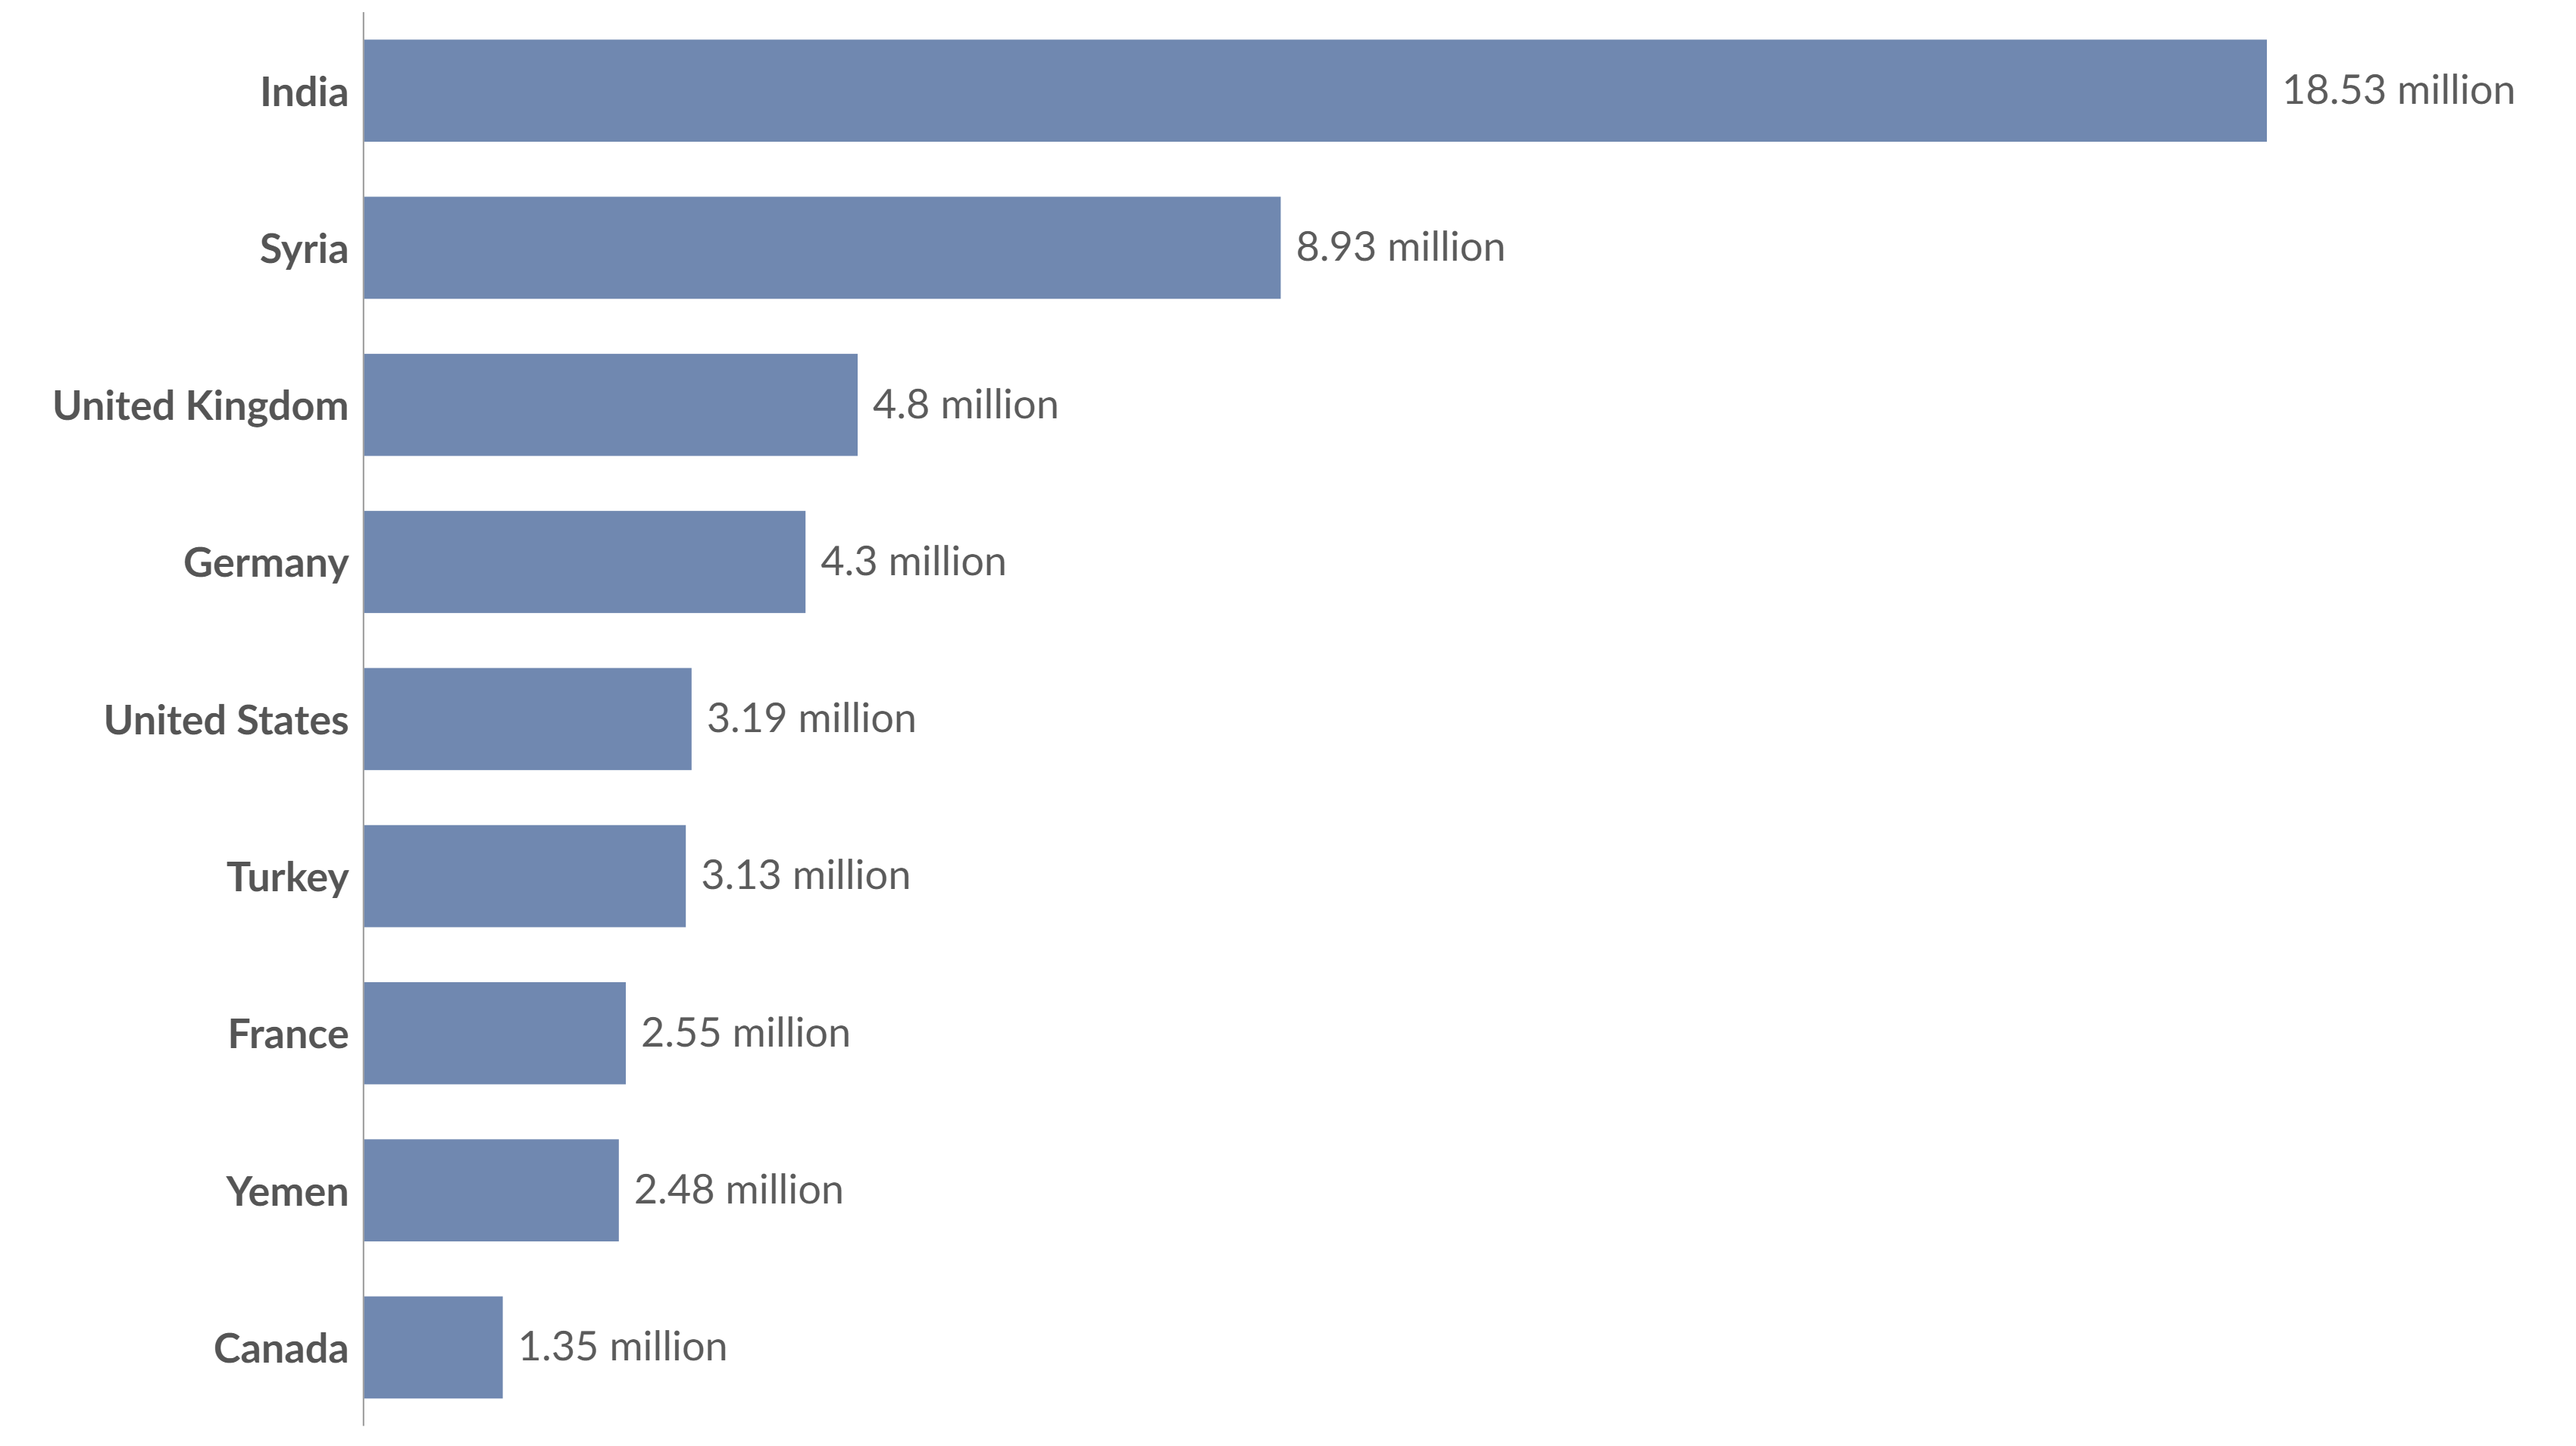 India 18.53 million
Syria 8.93 million
United Kingdom 4.8 million
Germany 4.3 million
United States 3.19 million
Turkey 3.13 million
France 2.55 million
Yemen 2.48 million
Canada 1.35 million